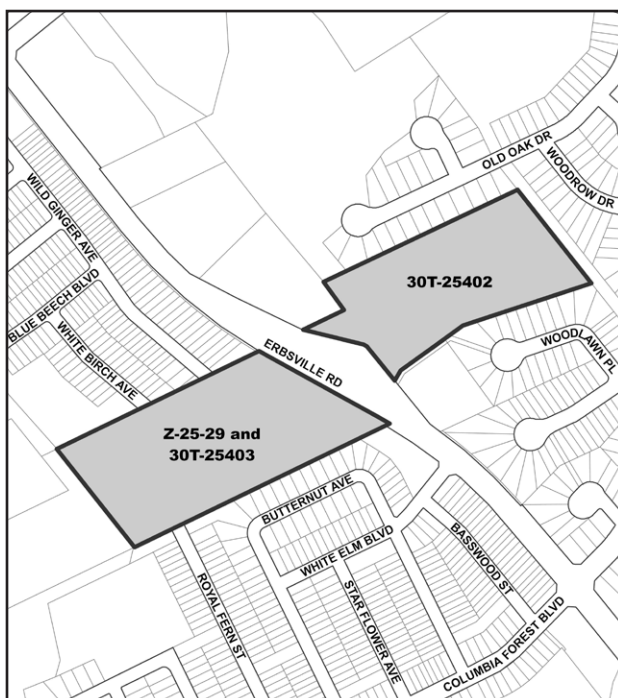 OLD OAK DR
WOODROW DR
WILD GINGER AVE
30T-25402
BLUE BEECH BLVD
WHITE BIRCH AVE
ERBSVILLE RD
WOODLAWN PL
Z-25-29 and
30T-25403
BUTTERNUT AVE
WHITE ELM BLVD
BASSWOOD ST
ROYAL FERN ST
STAR FLOWER AVE
COLUMBIA FOREST BLVD